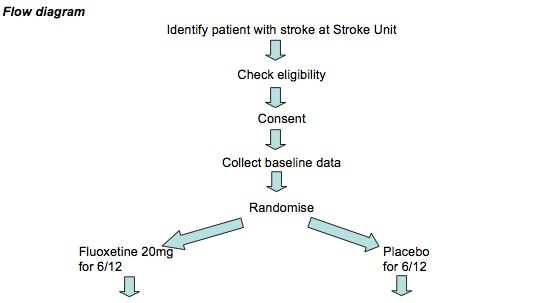 Flow diagram
Identify patient with stroke at Stroke Unit
Check eligibility
Consent
Collect baseline data
Randomise
Fluoxetine 20mg
for 6/12
Placebo
for 6/12